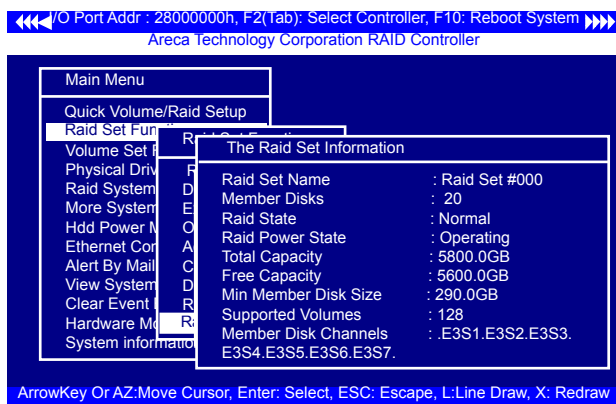 I/O Port Addr : 28000000h, F2(Tab): Select Controller, F10: Reboot System
Areca Technology Corporation RAID Controller
Main Menu
Quick Volume/Raid Setup
Raid Set Fun
Volume Set F
Physical Driv
Raid System
More System
Hdd Power M
Ethernet Con
Alert By Mail
View System
Clear Event
Hardware Mo
System informatio
The Raid Set Information
Raid Set Name : Raid Set #000
Member Disks : 20
Raid State : Normal
Raid Power State : Operating
Total Capacity : 5800.0GB
Free Capacity : 5600.0GB
Min Member Disk Size : 290.0GB
Supported Volumes : 128
Member Disk Channels : .E3S1.E3S2.E3S3.
E3S4.E3S5.E3S6.E3S7.
ArrowKey Or AZ:Move Cursor, Enter: Select, ESC: Escape, L:Line Draw, X: Redraw